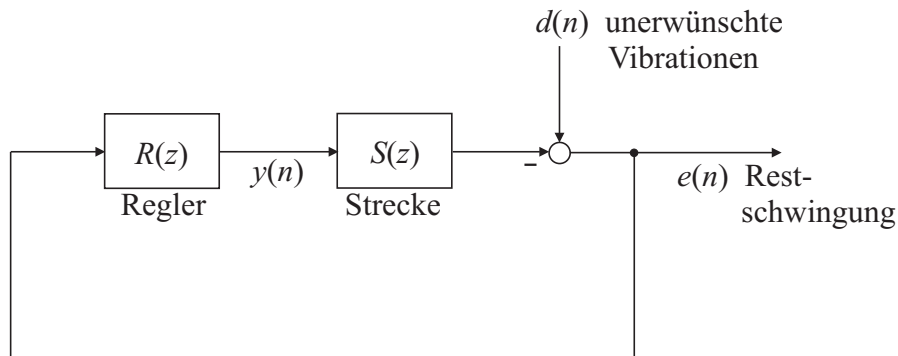 d(n) unerwünschte
Vibrationen
R(z)
S(z)
y(n)
-
e(n) Rest-
schwingung
Regler
Strecke